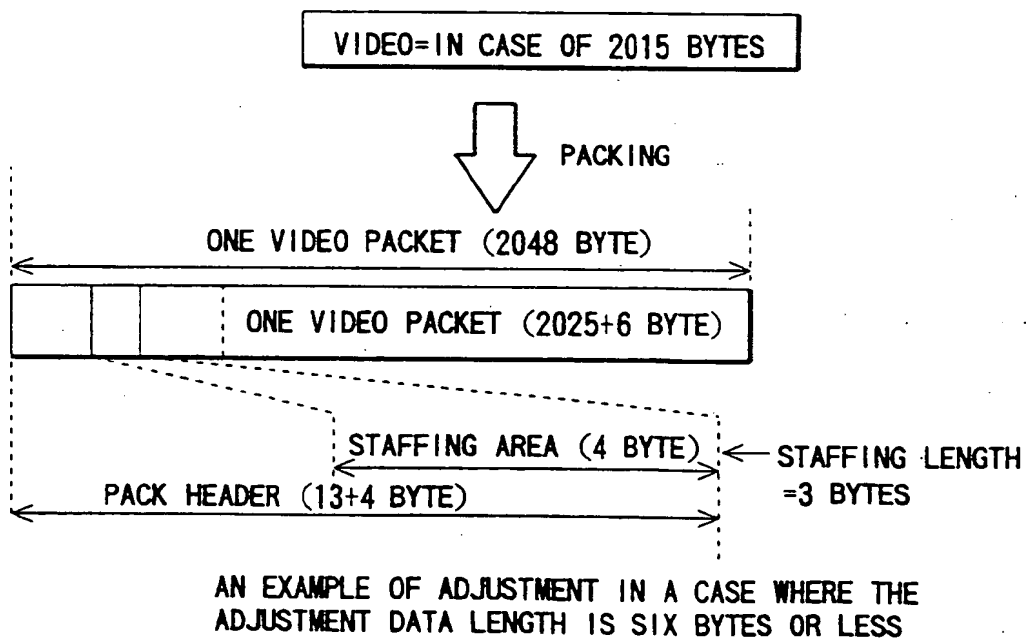 VIDEO=IN CASE OF 2015 BYTES
PACKING
ONE VIDEO PACKET (2048 BYTE)
ONE VIDEO PACKET (2025+6 BYTE)
STAFFING AREA (4 BYTE)
STAFFING LENGTH
=3 BYTES
PACK HEADER (13+4 BYTE)
AN EXAMPLE OF ADJUSTMENT IN A CASE WHERE THE
ADJUSTMENT DATA LENGTH IS SIX BYTES OR LESS